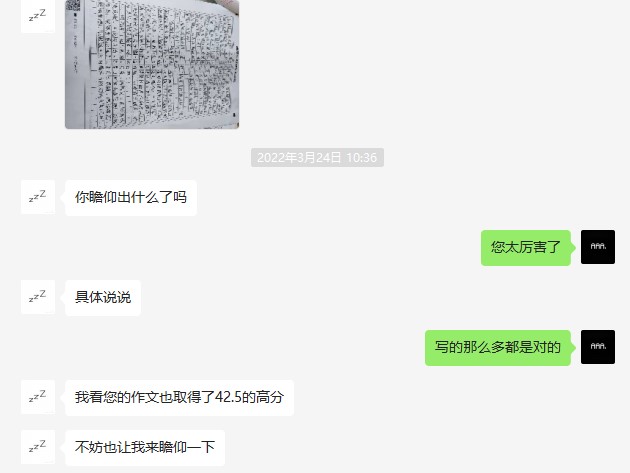 zzZ
2022年3月24日 10:36
zzZ
你瞻仰出什么了吗
您太厉害了
AAA.
zzZ
具体说说
写的那么多都是对的
AAA.
zzZ
我看您的作文也取得了42.5的高分
zzZ
不妨也让我来瞻仰一下